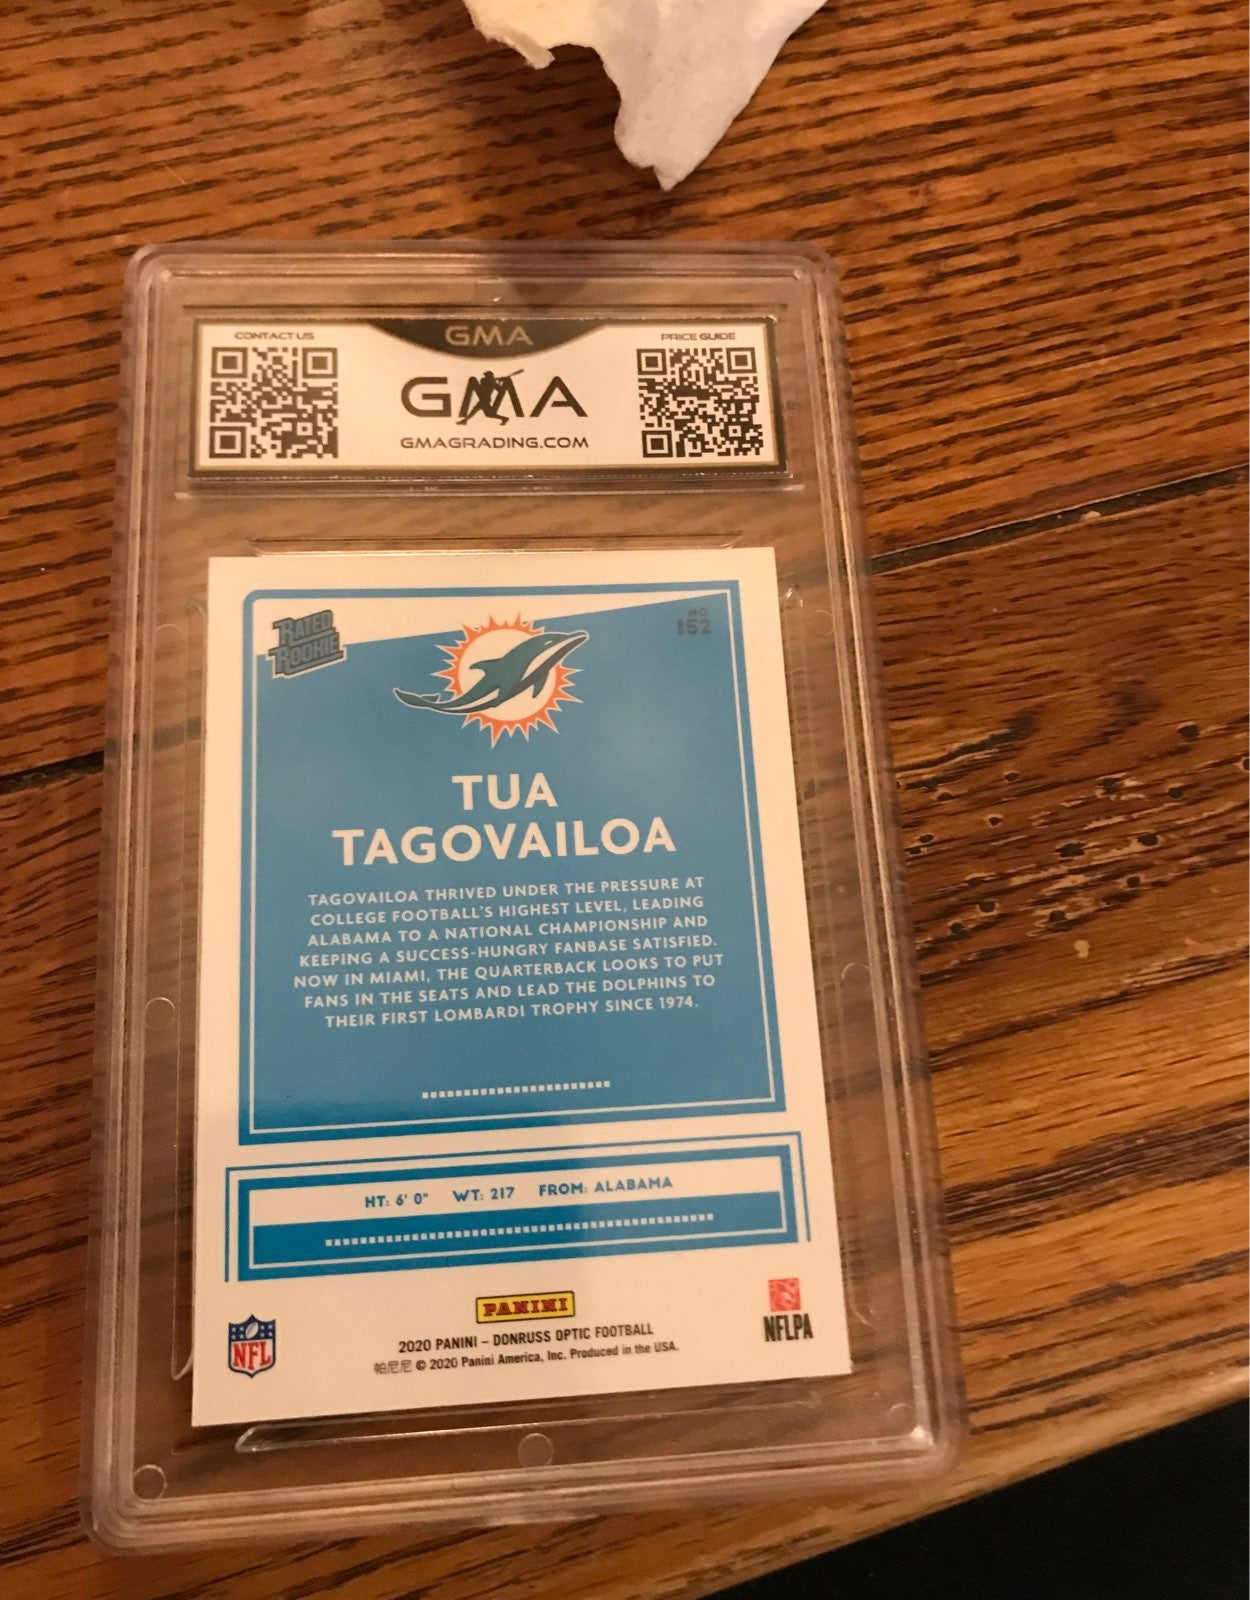 CONTACT US
GMA
PRICE GUIDE
GMA
GMAGRADING.COM
RATED
ROOKIE
NO.
152
TUA
TAGOVAILOA
TAGOVAILOA THRIVED UNDER THE PRESSURE AT
COLLEGE FOOTBALL'S HIGHEST LEVEL, LEADING
ALABAMA TO A NATIONAL CHAMPIONSHIP AND
KEEPING A SUCCESS-HUNGRY FANBASE SATISFIED.
NOW IN MIAMI, THE QUARTERBACK LOOKS TO PUT
FANS IN THE SEATS AND LEAD THE DOLPHINS TO
THEIR FIRST LOMBARDI TROPHY SINCE 1974.
HT: 6' 0" WT: 217 FROM: ALABAMA
PANINI
NFL
2020 PANINI – DONRUSS OPTIC FOOTBALL
帕尼尼 © 2020 Panini America, Inc. Produced in the USA.
NFLPA